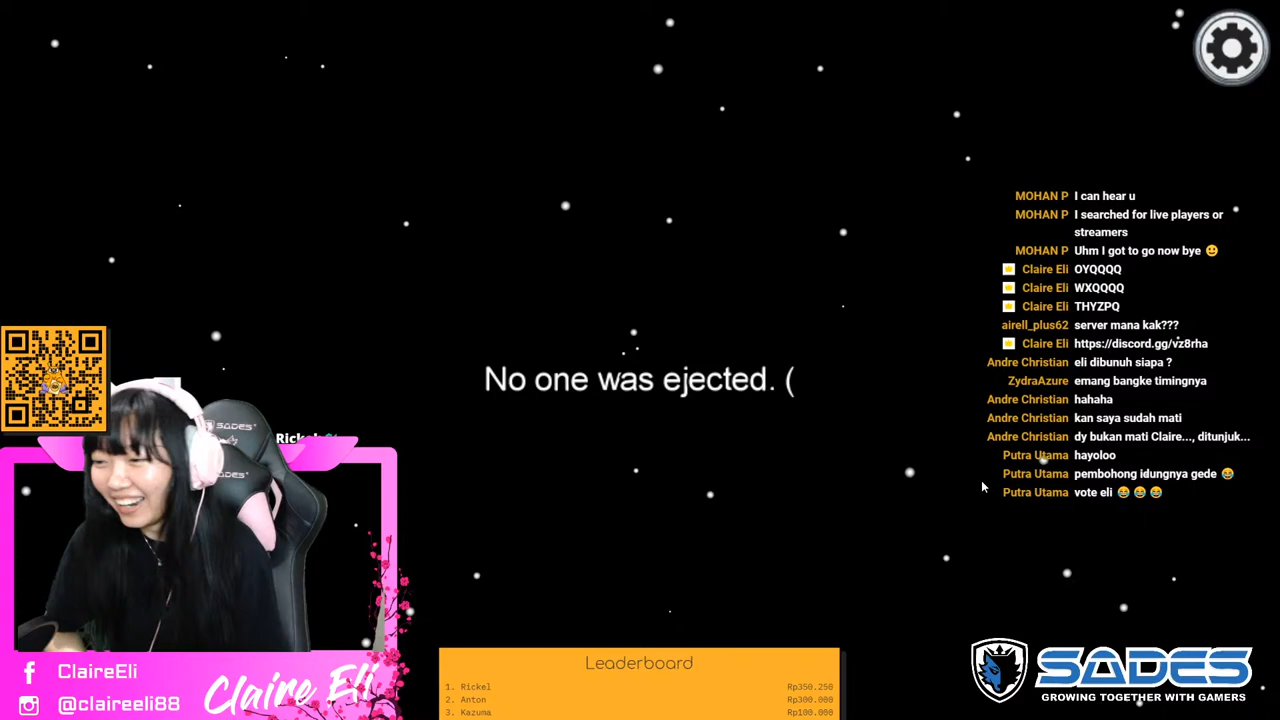 MOHAN P I can hear u
MOHAN P I searched for live players or
streamers
MOHAN P Uhm I got to go now bye 🙂
Claire Eli OYQQQQ
Claire Eli WXQQQQ
Claire Eli THYZPQ
airell_plus62 server mana kak???
Claire Eli https://discord.gg/vz8rha
Andre Christian eli dibunuh siapa ?
ZydraAzure emang bangke timingnya
Andre Christian hahaha
Andre Christian kan saya sudah mati
Andre Christian dy bukan mati Claire..., ditunjuk...
Putra Utama hayoloo
Putra Utama pembohong idungnya gede 😂
Putra Utama vote eli 😂 😂 😂
No one was ejected. (
SADES
SADES
Rickel
ClaireEli
@claireeli88
Claire Eli
Leaderboard
1. Rickel Rp350.250
2. Anton Rp300.000
3. Kazuma Rp100.000
SADES
GROWING TOGETHER WITH GAMERS